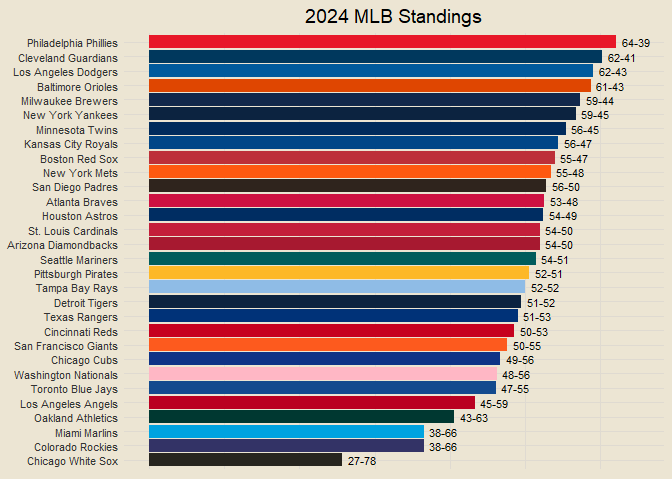 2024 MLB Standings
Philadelphia Phillies 64-39
Cleveland Guardians 62-41
Los Angeles Dodgers 62-43
Baltimore Orioles 61-43
Milwaukee Brewers 59-44
New York Yankees 59-45
Minnesota Twins 56-45
Kansas City Royals 56-47
Boston Red Sox 55-47
New York Mets 55-48
San Diego Padres 56-50
Atlanta Braves 53-48
Houston Astros 54-49
St. Louis Cardinals 54-50
Arizona Diamondbacks 54-50
Seattle Mariners 54-51
Pittsburgh Pirates 52-51
Tampa Bay Rays 52-52
Detroit Tigers 51-52
Texas Rangers 51-53
Cincinnati Reds 50-53
San Francisco Giants 50-55
Chicago Cubs 49-56
Washington Nationals 48-56
Toronto Blue Jays 47-55
Los Angeles Angels 45-59
Oakland Athletics 43-63
Miami Marlins 38-66
Colorado Rockies 38-66
Chicago White Sox 27-78